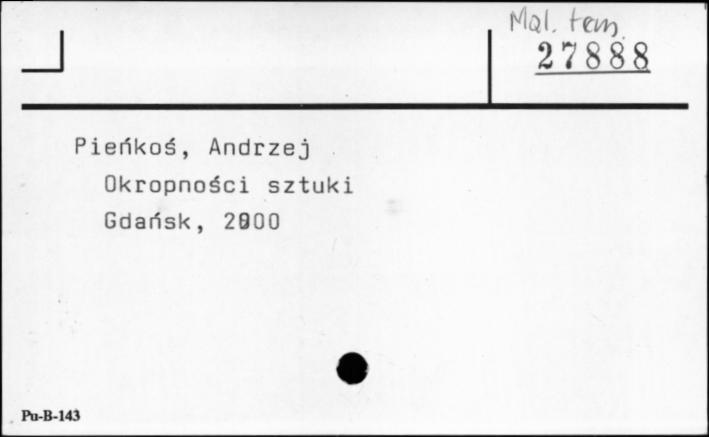 Mal. tem.
27888
Pieńkoś, Andrzej
Okropności sztuki
Gdańsk, 2000
Pu-B-143